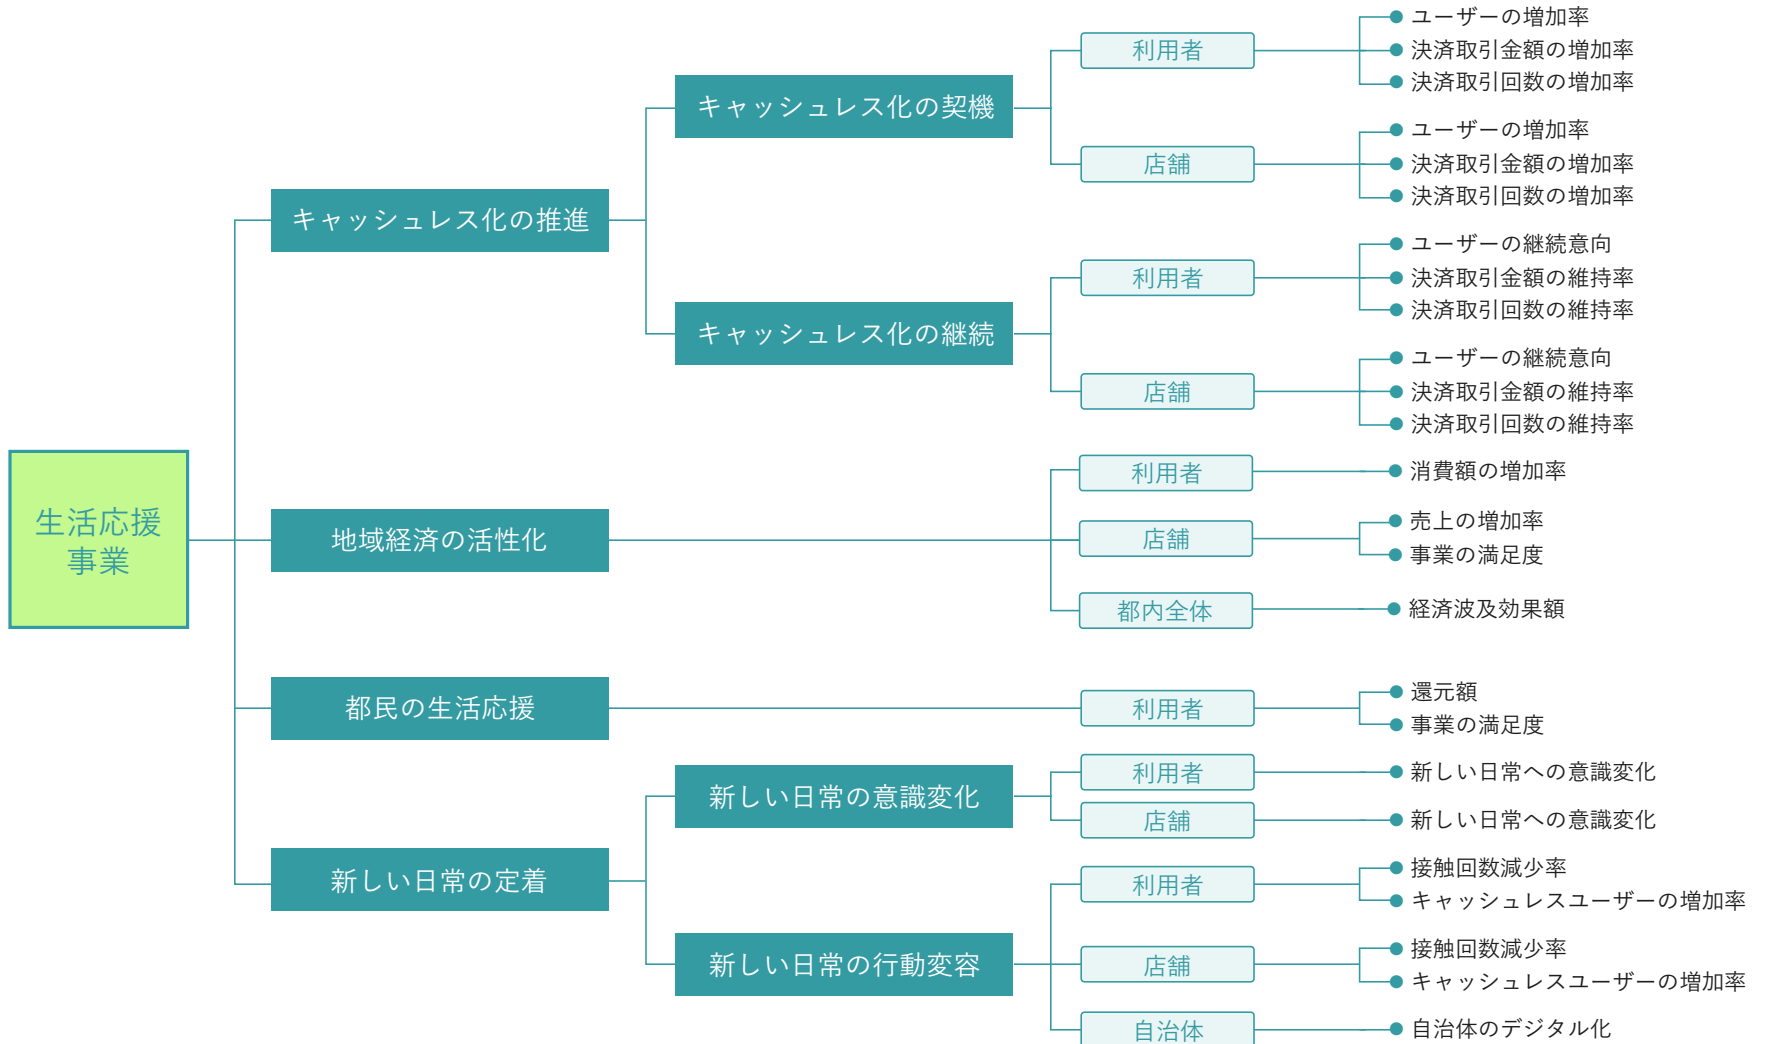 生活応援
事業
キャッシュレス化の推進
キャッシュレス化の契機
利用者
ユーザーの増加率
決済取引金額の増加率
決済取引回数の増加率
店舗
ユーザーの増加率
決済取引金額の増加率
決済取引回数の増加率
キャッシュレス化の継続
利用者
ユーザーの継続意向
決済取引金額の維持率
決済取引回数の維持率
店舗
ユーザーの継続意向
決済取引金額の維持率
決済取引回数の維持率
地域経済の活性化
利用者
消費額の増加率
店舗
売上の増加率
事業の満足度
都内全体
経済波及効果額
都民の生活応援
利用者
還元額
事業の満足度
新しい日常の定着
新しい日常の意識変化
利用者
新しい日常への意識変化
店舗
新しい日常への意識変化
新しい日常の行動変容
利用者
接触回数減少率
キャッシュレスユーザーの増加率
店舗
接触回数減少率
キャッシュレスユーザーの増加率
自治体
自治体のデジタル化